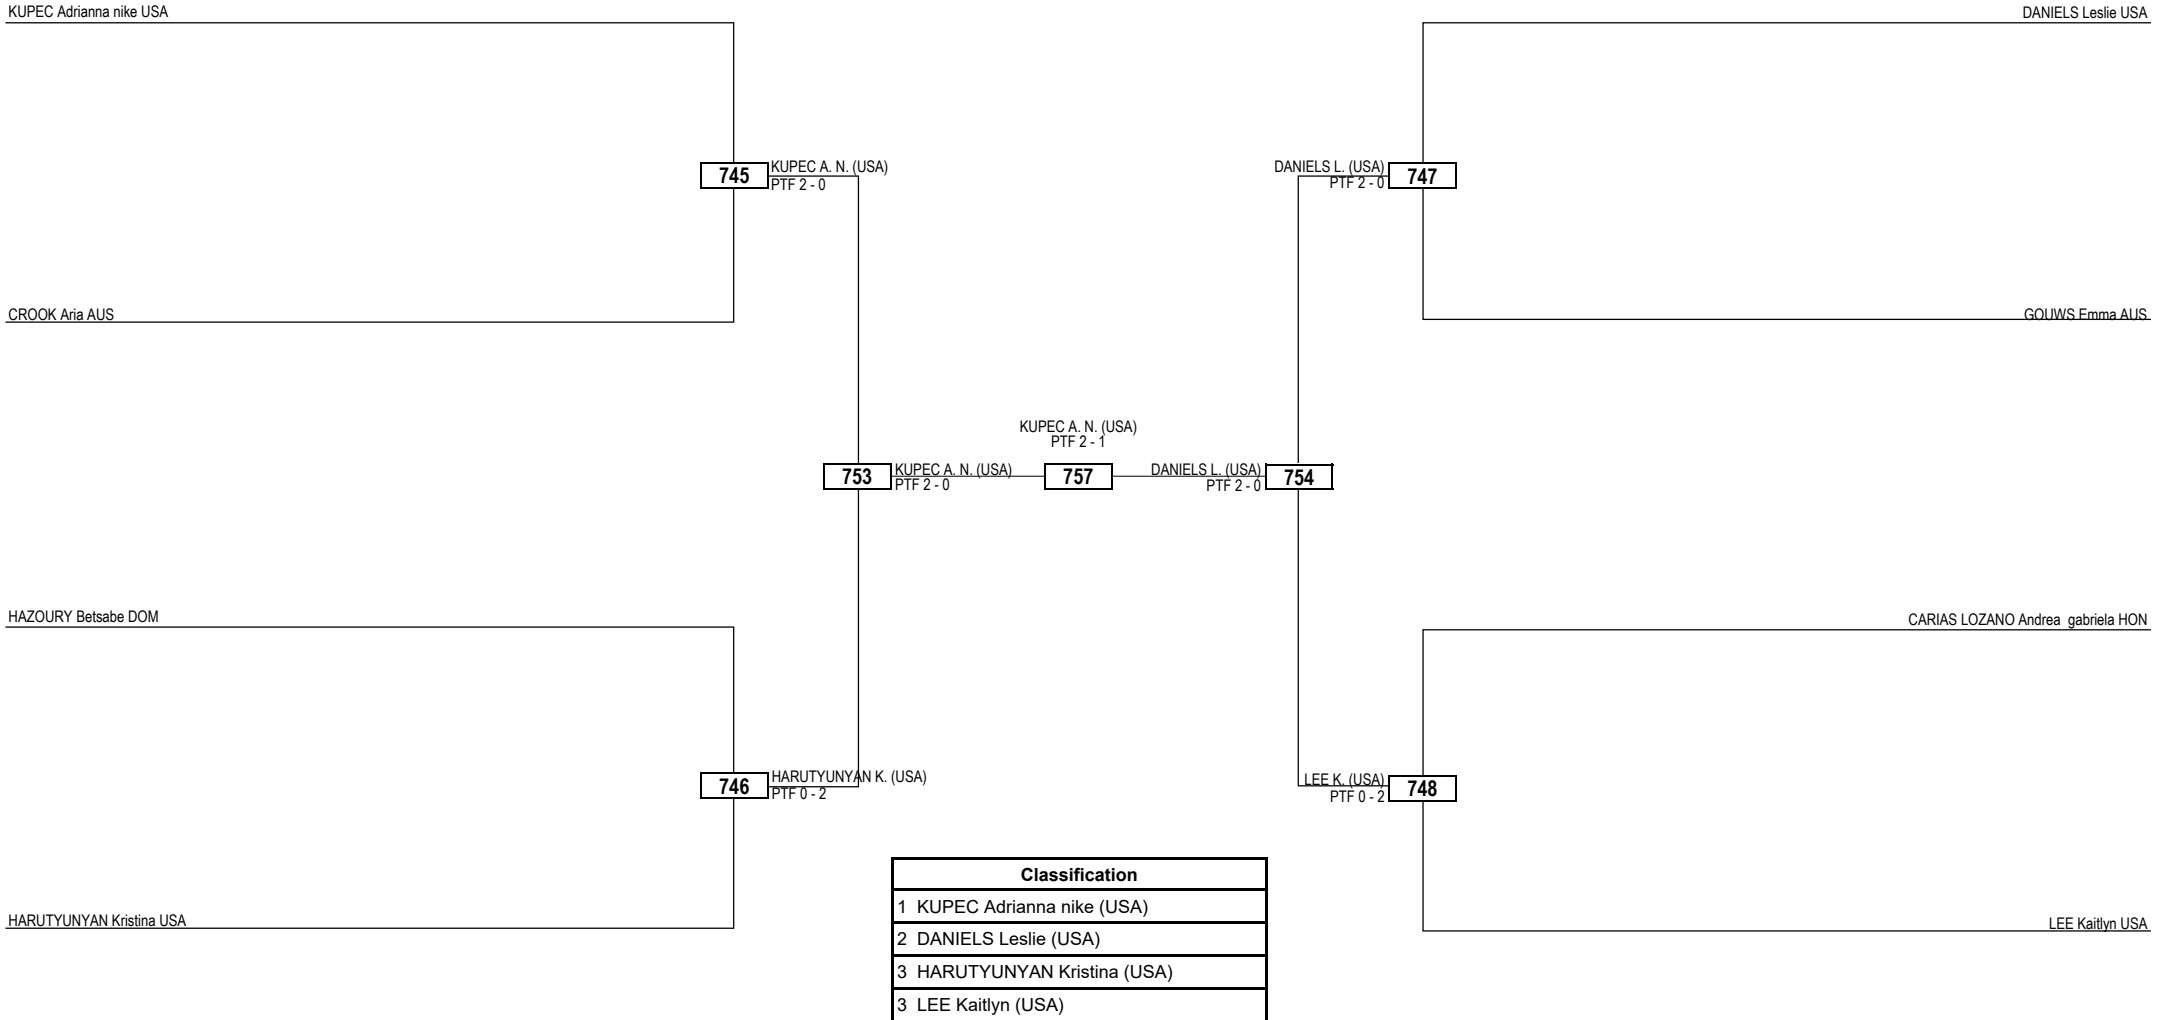 KUPEC Adrianna nike USA
DANIELS Leslie USA
745
KUPEC A. N. (USA)
PTF 2 - 0
DANIELS L. (USA)
PTF 2 - 0
747
CROOK Aria AUS
GOUWS Emma AUS
KUPEC A. N. (USA)
PTF 2 - 1
753
KUPEC A. N. (USA)
PTF 2 - 0
757
DANIELS L. (USA)
PTF 2 - 0
754
HAZOURY Betsabe DOM
CARIAS LOZANO Andrea  gabriela HON
746
HARUTYUNYAN K. (USA)
PTF 0 - 2
LEE K. (USA)
PTF 0 - 2
748
HARUTYUNYAN Kristina USA
LEE Kaitlyn USA
Classification
1 KUPEC Adrianna nike (USA)
2 DANIELS Leslie (USA)
3 HARUTYUNYAN Kristina (USA)
3 LEE Kaitlyn (USA)